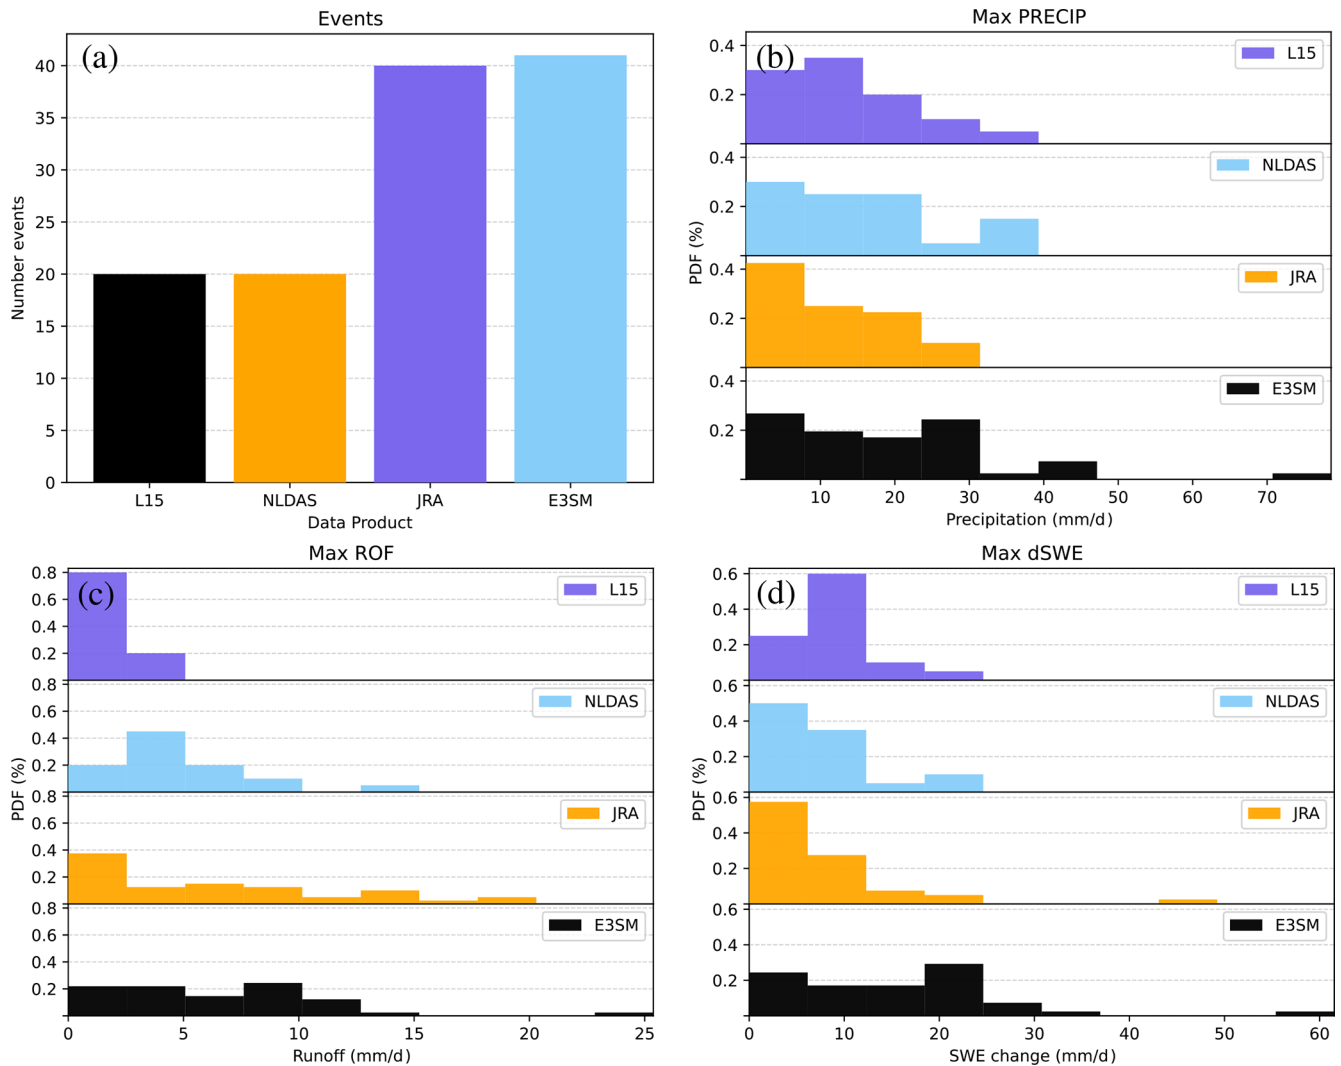 Events
(a)
40
35
30
25
20
15
10
5
0
Number events
L15 NLDAS JRA E3SM
Data Product
Max PRECIP
(b)
0.4
0.2
L15
0.4
0.2
NLDAS
0.4
0.2
JRA
0.4
0.2
E3SM
PDF (%)
10 20 30 40 50 60 70
Precipitation (mm/d)
Max ROF
(c)
0.8
0.6
0.4
0.2
L15
0.8
0.6
0.4
0.2
NLDAS
0.8
0.6
0.4
0.2
JRA
0.8
0.6
0.4
0.2
E3SM
PDF (%)
0 5 10 15 20 25
Runoff (mm/d)
Max dSWE
(d)
0.6
0.4
0.2
L15
0.6
0.4
0.2
NLDAS
0.6
0.4
0.2
JRA
0.6
0.4
0.2
E3SM
PDF (%)
0 10 20 30 40 50 60
SWE change (mm/d)